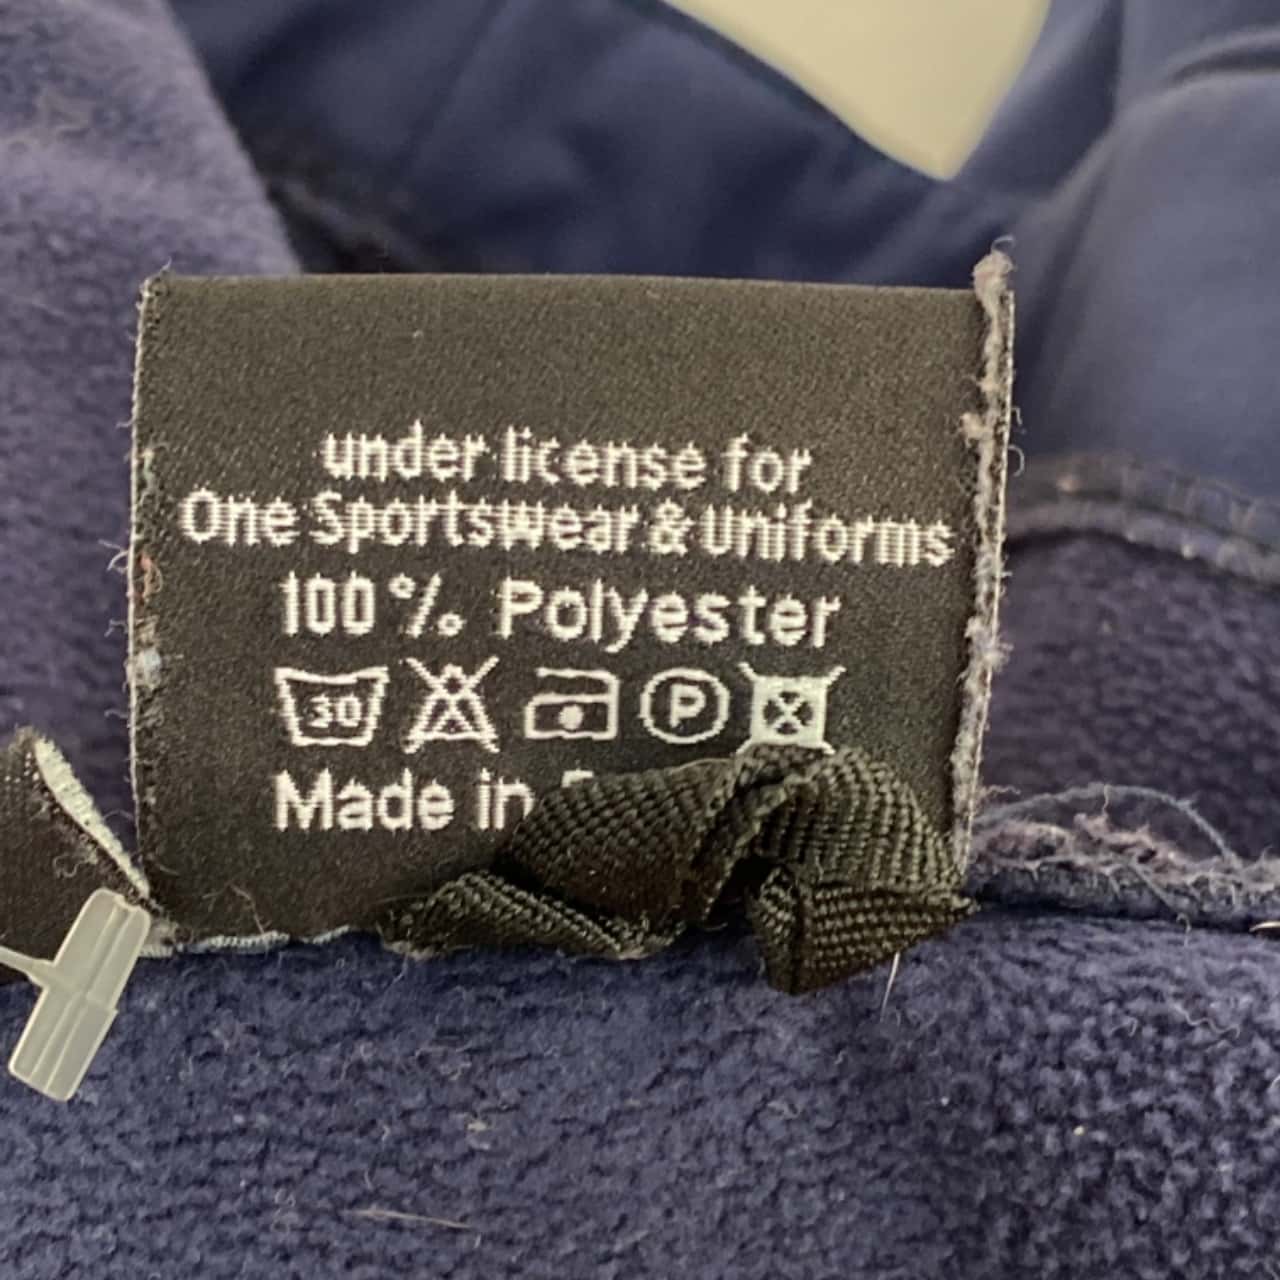 under license for
One Sportswear & Uniforms
100% Polyester
30 P
Made in